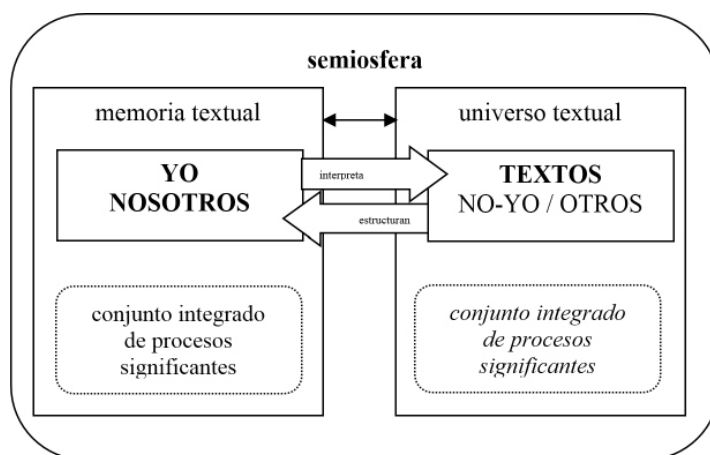 semiosfera
memoria textual
universo textual
YO
NOSOTROS
interpreta
estructuran
TEXTOS
NO-YO / OTROS
conjunto integrado
de procesos
significantes
conjunto integrado
de procesos
significantes